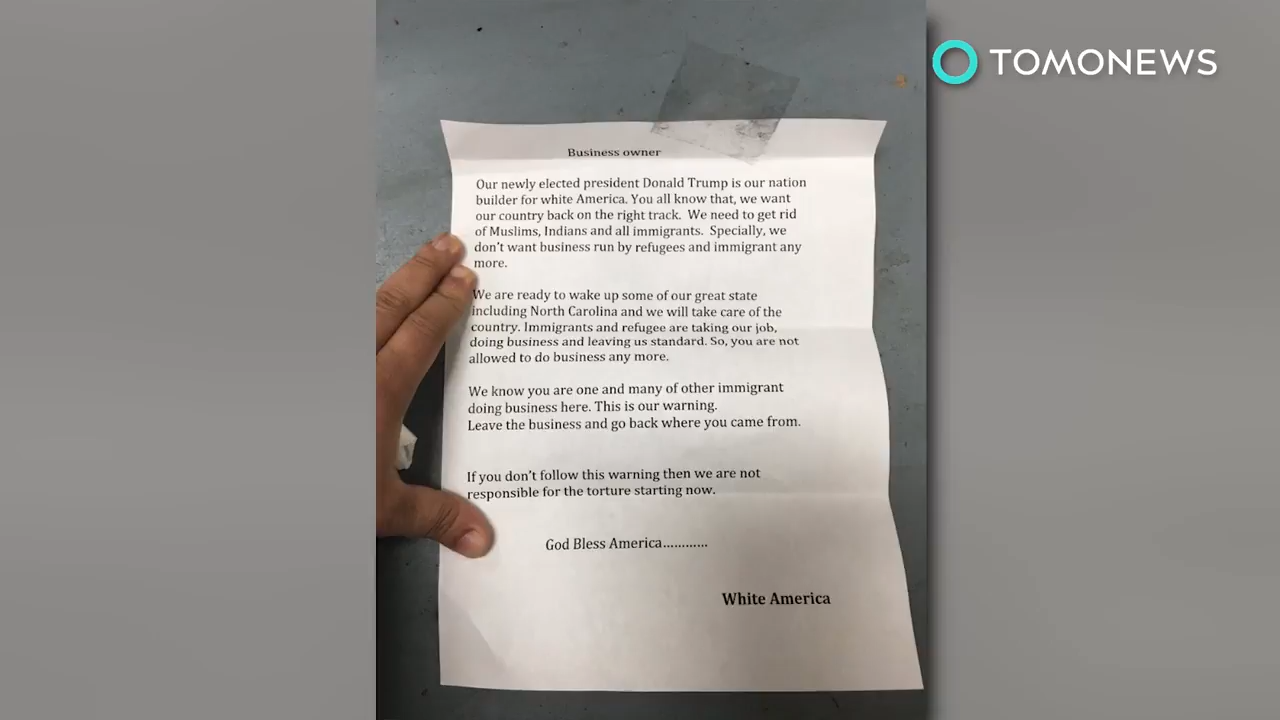 TOMONEWS
Business owner
Our newly elected president Donald Trump is our nation
builder for white America. You all know that, we want
our country back on the right track. We need to get rid
of Muslims, Indians and all immigrants. Specially, we
don't want business run by refugees and immigrant any
more.
We are ready to wake up some of our great state
including North Carolina and we will take care of the
country. Immigrants and refugee are taking our job,
doing business and leaving us standard. So, you are not
allowed to do business any more.
We know you are one and many of other immigrant
doing business here. This is our warning.
Leave the business and go back where you came from.
If you don't follow this warning then we are not
responsible for the torture starting now.
God Bless America............
White America